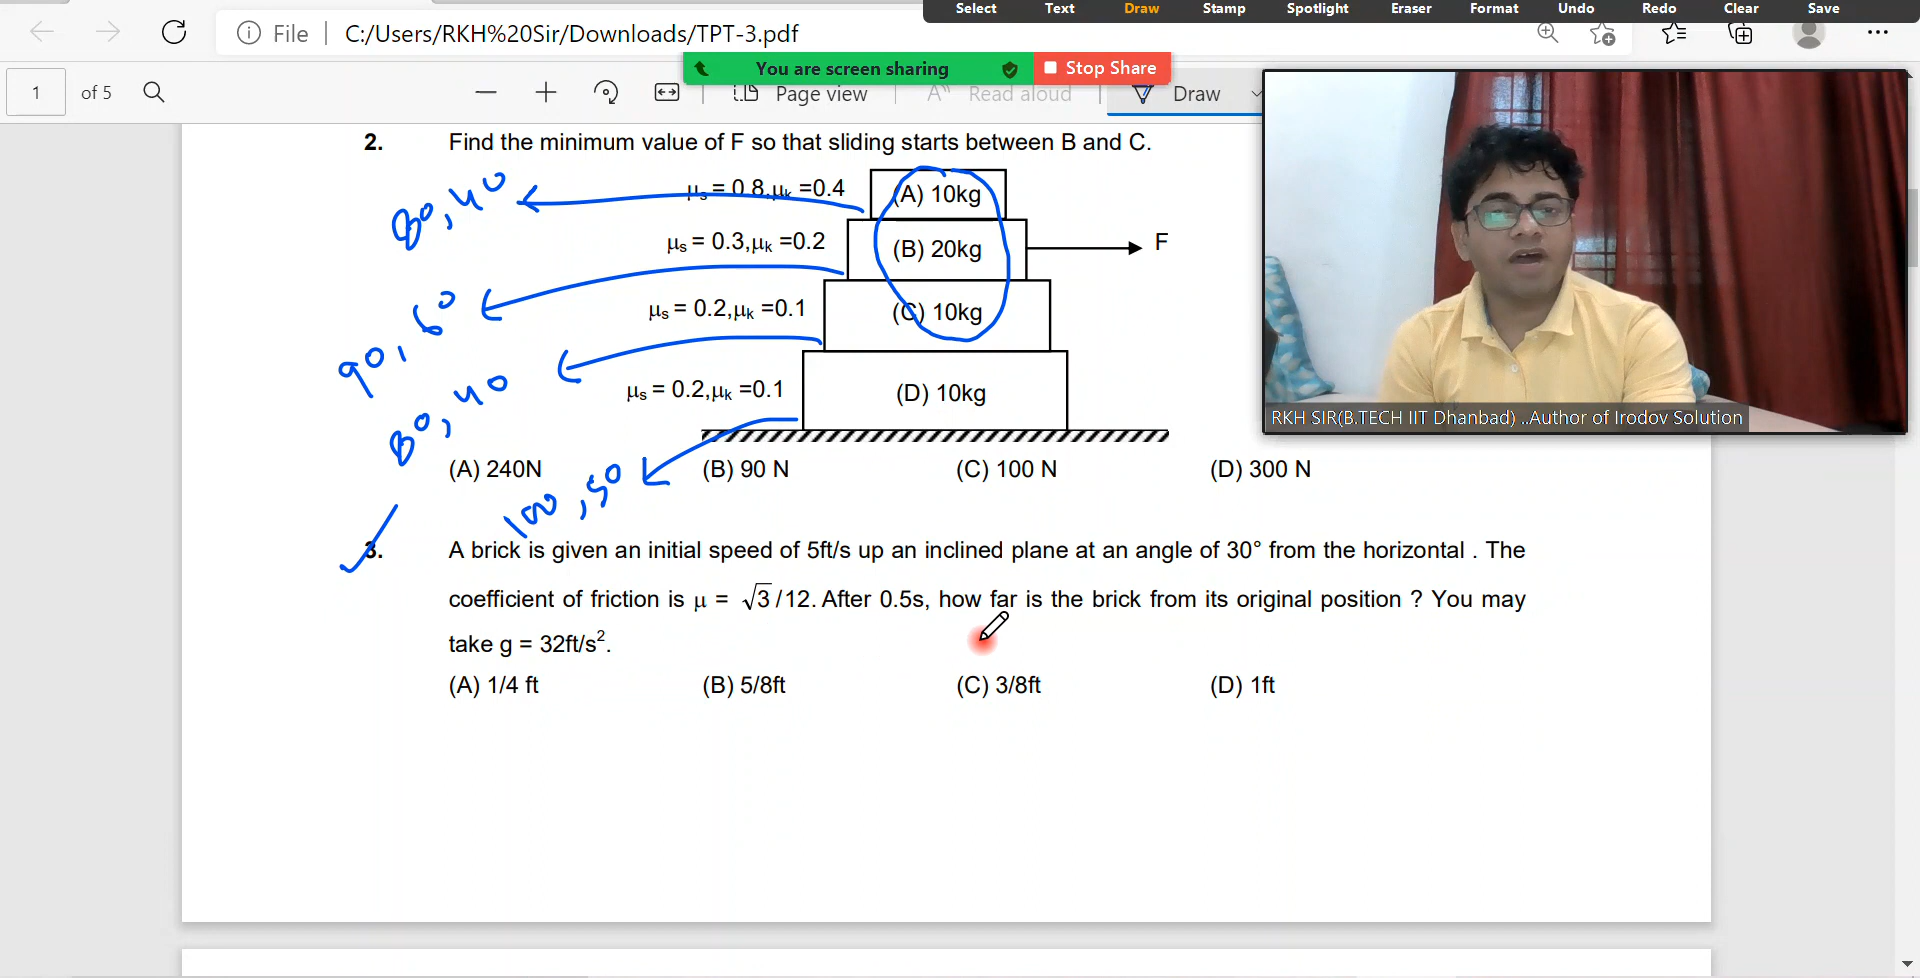 Select Text Draw Stamp Spotlight Eraser Format Undo Redo Clear Save
File C:/Users/RKH%20Sir/Downloads/TPT-3.pdf
You are screen sharing Stop Share
1 of 5 Page view Read aloud Draw
2. Find the minimum value of F so that sliding starts between B and C.
μs = 0.8,μk =0.4 (A) 10kg
80, 40
μs = 0.3,μk =0.2 (B) 20kg F
90, 60
μs = 0.2,μk =0.1 (C) 10kg
80, 40
μs = 0.2,μk =0.1 (D) 10kg
RKH SIR(B.TECH IIT Dhanbad) ..Author of Irodov Solution
(A) 240N (B) 90 N (C) 100 N (D) 300 N
100, 50
3. A brick is given an initial speed of 5ft/s up an inclined plane at an angle of 30° from the horizontal . The
coefficient of friction is μ = √3/12. After 0.5s, how far is the brick from its original position ? You may
take g = 32ft/s².
(A) 1/4 ft (B) 5/8ft (C) 3/8ft (D) 1ft